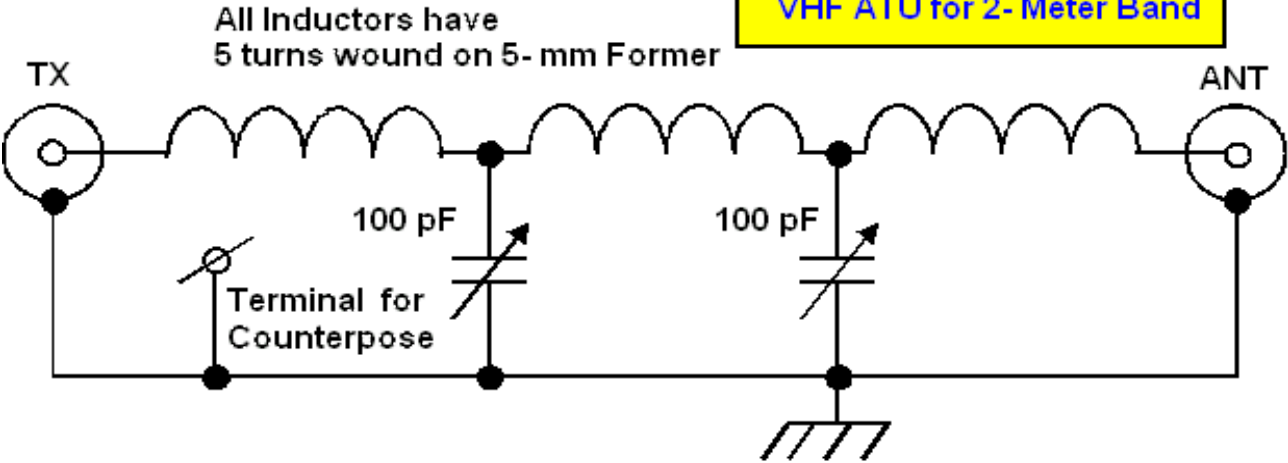 All Inductors have
5 turns wound on 5- mm Former
VHF ATU for 2- Meter Band
TX
ANT
100 pF
100 pF
Terminal for
Counterpose